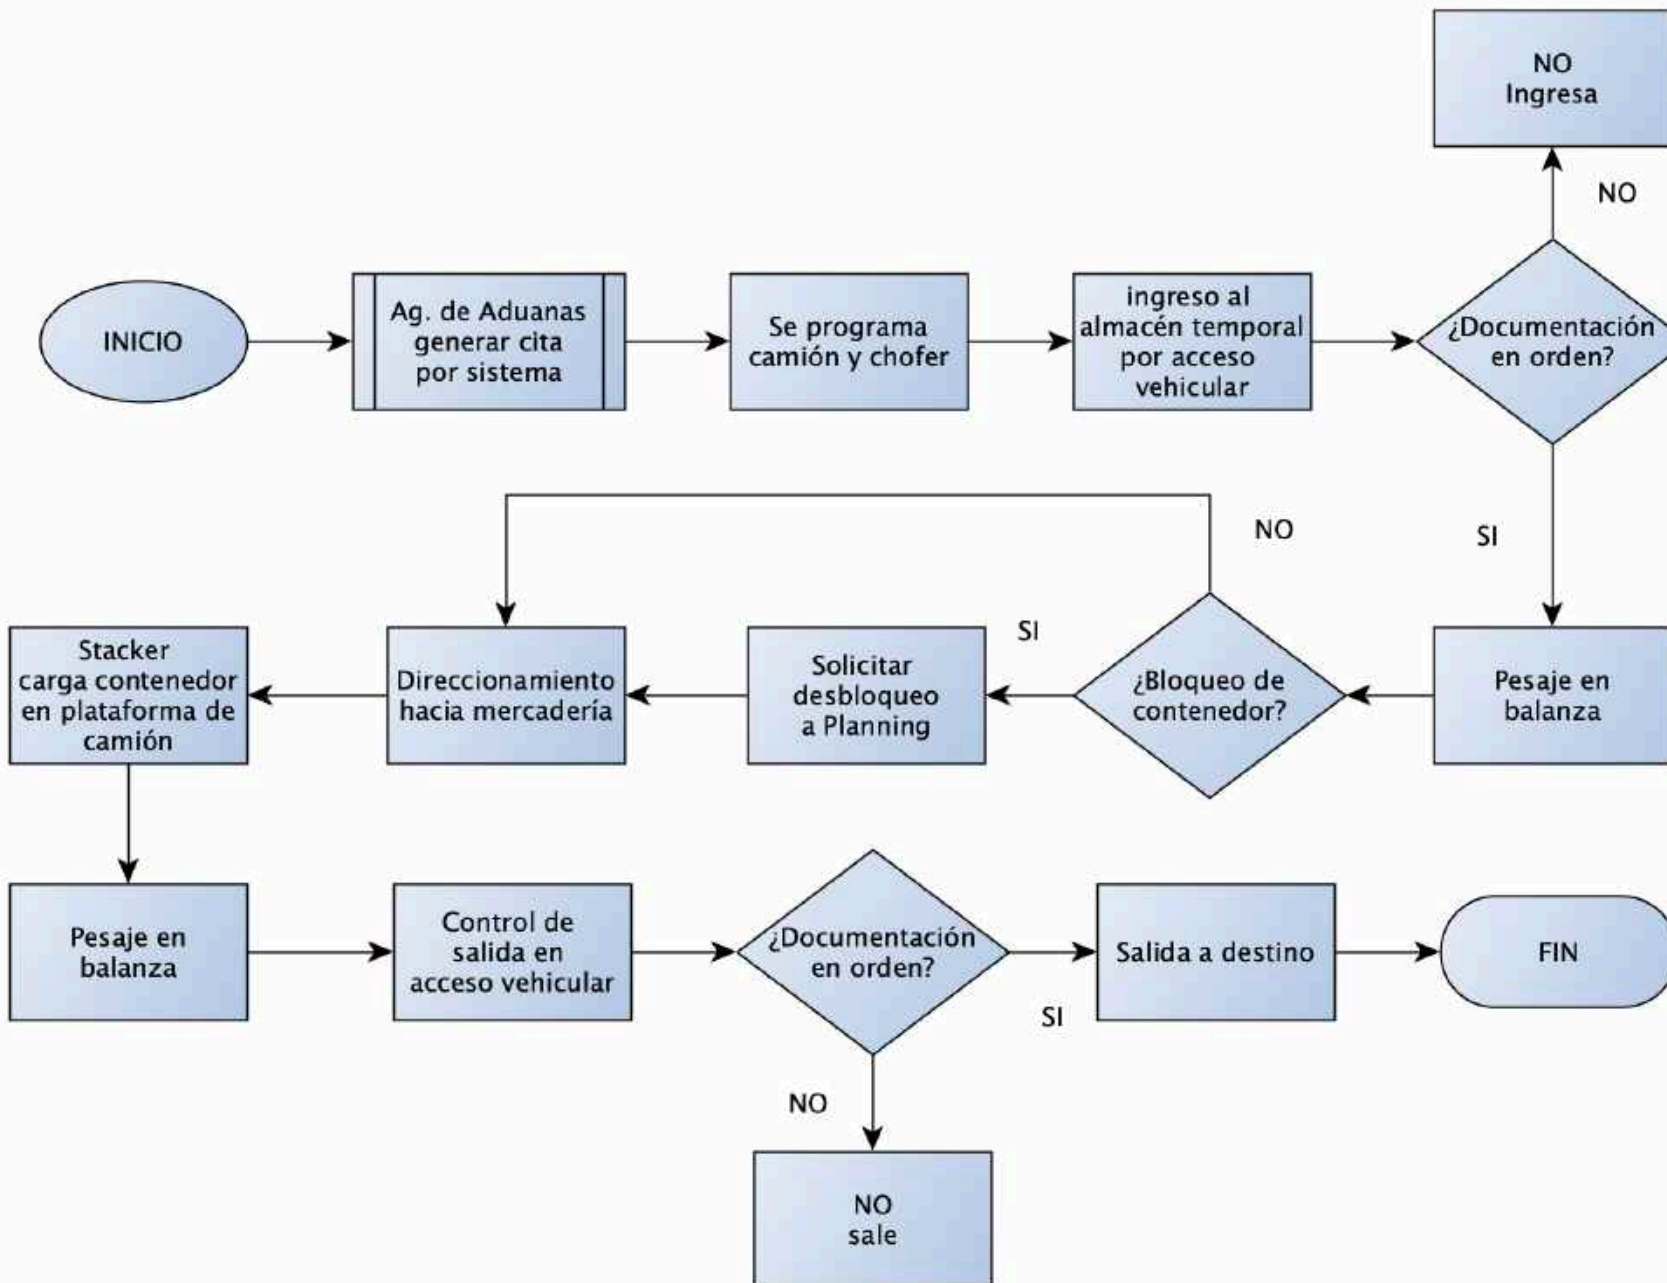 NO
Ingresa
NO
INICIO
Ag. de Aduanas
generar cita
por sistema
Se programa
camión y chofer
ingreso al
almacén temporal
por acceso
vehicular
¿Documentación
en orden?
NO
SI
Stacker
carga contenedor
en plataforma de
camión
Direccionamiento
hacia mercadería
Solicitar
desbloqueo
a Planning
SI
¿Bloqueo de
contenedor?
Pesaje en
balanza
Pesaje en
balanza
Control de
salida en
acceso vehicular
¿Documentación
en orden?
SI
Salida a destino
FIN
NO
NO
sale